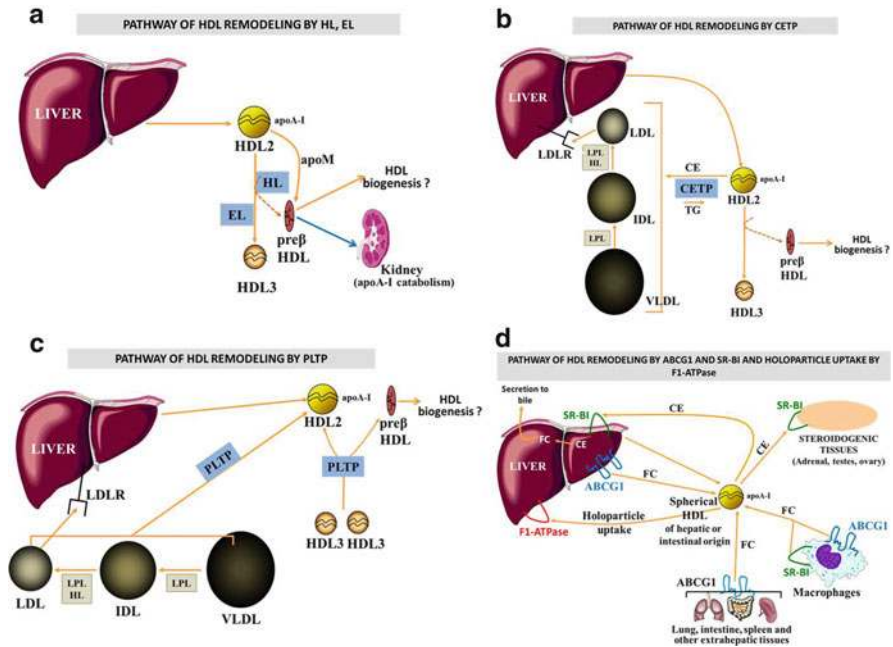 a
PATHWAY OF HDL REMODELING BY HL, EL
LIVER
apoA-I
HDL2
apoM
HL
EL
HDL
biogenesis ?
preβ
HDL
HDL3
Kidney
(apoA-I catabolism)
b
PATHWAY OF HDL REMODELING BY CETP
LIVER
LDL
LDLR
LPL
HL
IDL
LPL
VLDL
CE
CETP
TG
apoA-I
HDL2
preβ
HDL
HDL
biogenesis ?
HDL3
c
PATHWAY OF HDL REMODELING BY PLTP
LIVER
apoA-I
HDL2
preβ
HDL
HDL
biogenesis ?
PLTP
PLTP
LDLR
HDL3 HDL3
LPL
HL
LPL
LDL
IDL
VLDL
d
PATHWAY OF HDL REMODELING BY ABCG1 AND SR-BI AND HOLOPARTICLE UPTAKE BY
F1-ATPase
Secretion to
bile
SR-BI
CE
SR-BI
FC
CE
LIVER
ABCG1
FC
CE
STEROIDOGENIC
TISSUES
(Adrenal, testes, ovary)
Spherical
HDL
of hepatic or
intestinal origin
apoA-I
Holoparticle
uptake
F1-ATPase
FC
FC
ABCG1
SR-BI
Macrophages
ABCG1
Lung, intestine, spleen and
other extrahepatic tissues